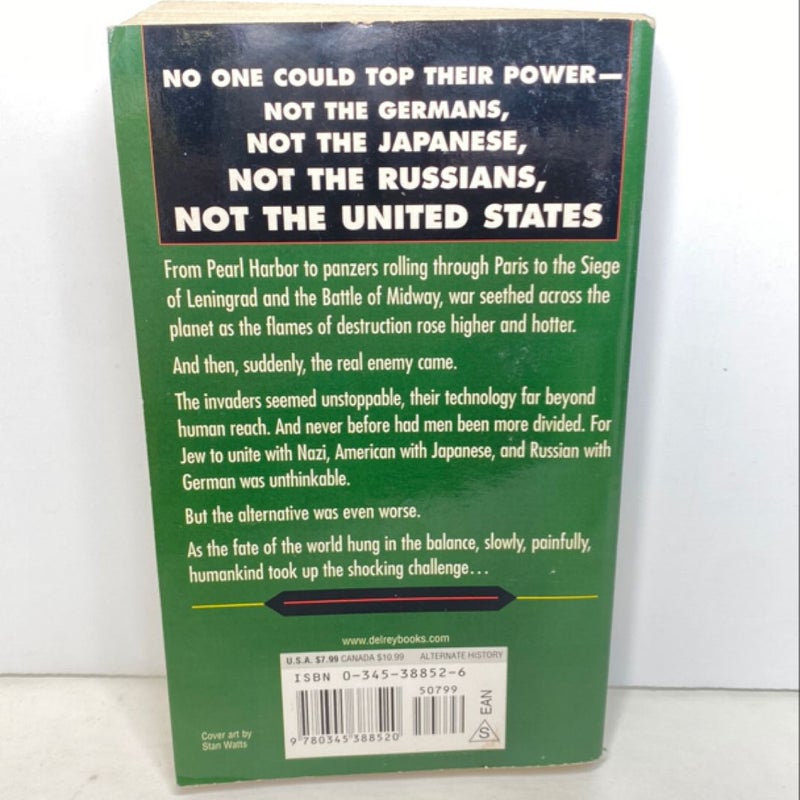 NO ONE COULD TOP THEIR POWER—
NOT THE GERMANS,
NOT THE JAPANESE,
NOT THE RUSSIANS,
NOT THE UNITED STATES
From Pearl Harbor to panzers rolling through Paris to the Siege
of Leningrad and the Battle of Midway, war seethed across the
planet as the flames of destruction rose higher and hotter.
And then, suddenly, the real enemy came.
The invaders seemed unstoppable, their technology far beyond
human reach. And never before had men been more divided. For
Jew to unite with Nazi, American with Japanese, and Russian with
German was unthinkable.
But the alternative was even worse.
As the fate of the world hung in the balance, slowly, painfully,
humankind took up the shocking challenge...
www.delreybooks.com
U.S.A. $7.99 CANADA $10.99 ALTERNATE HISTORY
ISBN 0-345-38852-6
50799
EAN
S
9 780345 388520
Cover art by
Stan Watts